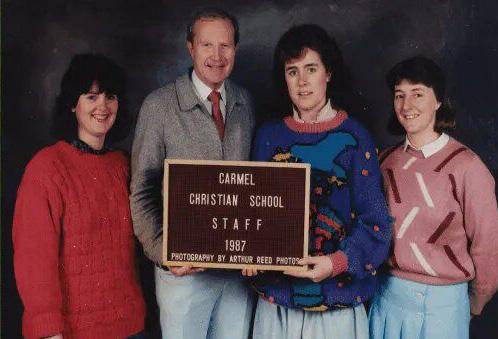 CARMEL
CHRISTIAN SCHOOL
STAFF
1987
PHOTOGRAPHY BY ARTHUR REED PHOTOS